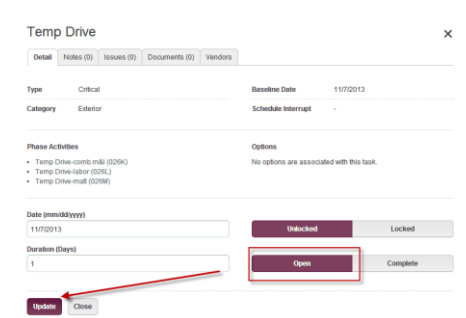 Temp Drive
Detail Notes (0) Issues (0) Documents (0) Vendors
Type Critical Baseline Date 11/7/2013
Category Exterior Schedule Interrupt -
Phase Activities Options
• Temp Drive-comb.m&l (026K) No options are associated with this task.
• Temp Drive-labor (026L)
• Temp Drive-matl (026M)
Date (mm/dd/yyyy)
11/7/2013 Unlocked Locked
Duration (Days)
1 Open Complete
Update Close